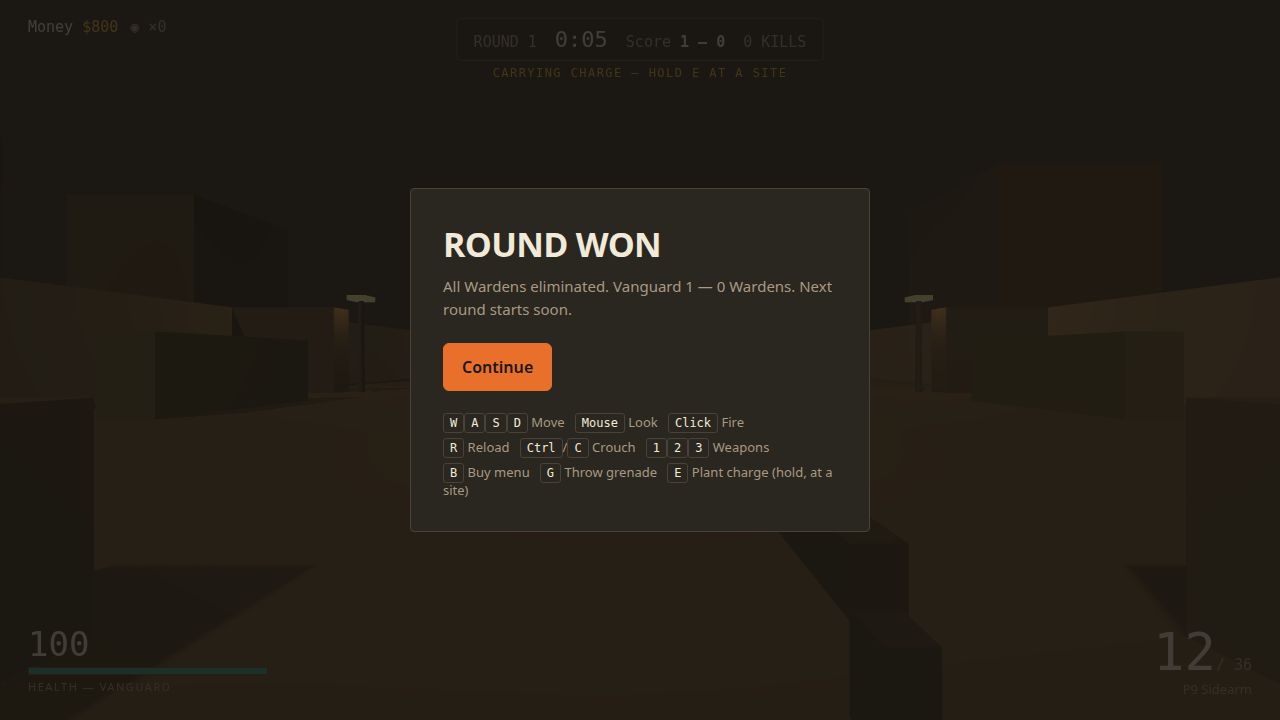 Money $800 ◉ ×0
ROUND 1 0:05 Score 1 — 0 0 KILLS
CARRYING CHARGE — HOLD E AT A SITE
ROUND WON
All Wardens eliminated. Vanguard 1 — 0 Wardens. Next
round starts soon.
Continue
W A S D Move Mouse Look Click Fire
R Reload Ctrl/C Crouch 1 2 3 Weapons
B Buy menu G Throw grenade E Plant charge (hold, at a
site)
100
HEALTH — VANGUARD
12 / 36
P9 Sidearm